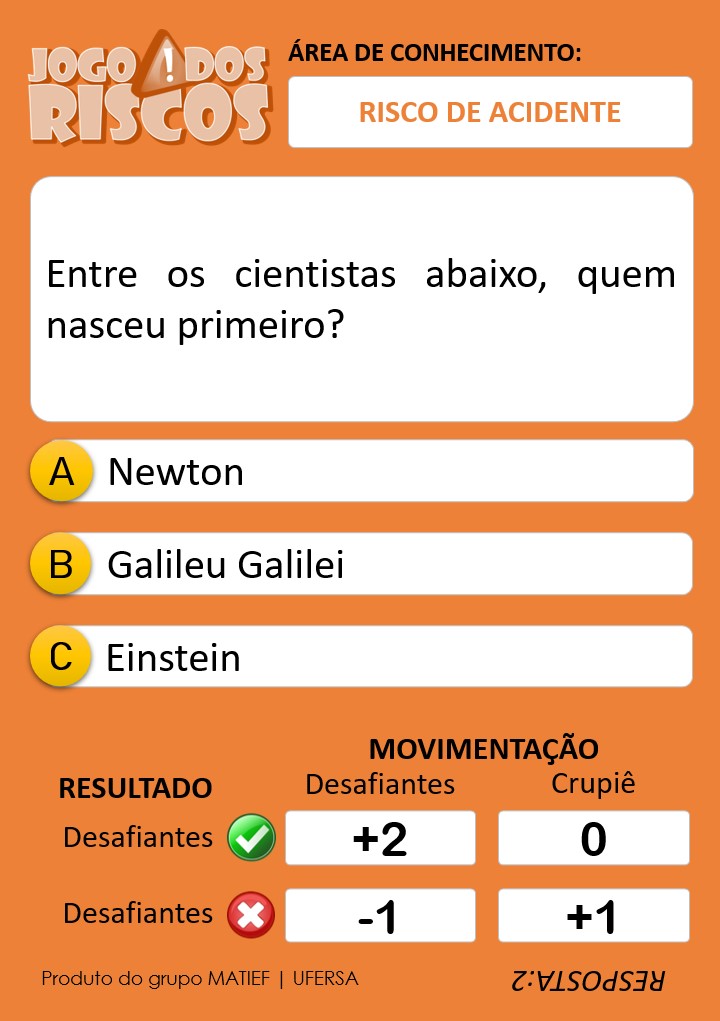 JOGO DOS
RISCOS
ÁREA DE CONHECIMENTO:
RISCO DE ACIDENTE
Entre os cientistas abaixo, quem
nasceu primeiro?
A Newton
B Galileu Galilei
C Einstein
MOVIMENTAÇÃO
RESULTADO Desafiantes Crupiê
Desafiantes +2 0
Desafiantes -1 +1
Produto do grupo MATIEF | UFERSA
RESPOSTA:2